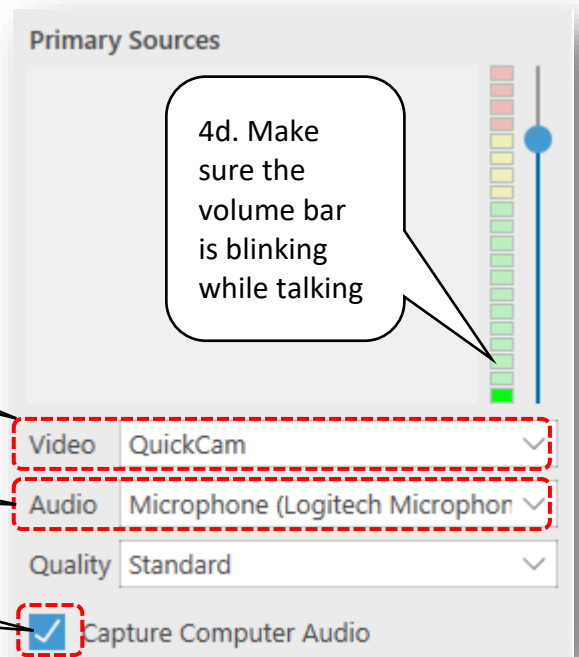 Primary Sources
4d. Make
sure the
volume bar
is blinking
while talking
Video QuickCam
Audio Microphone (Logitech Microphon
Quality Standard
Capture Computer Audio